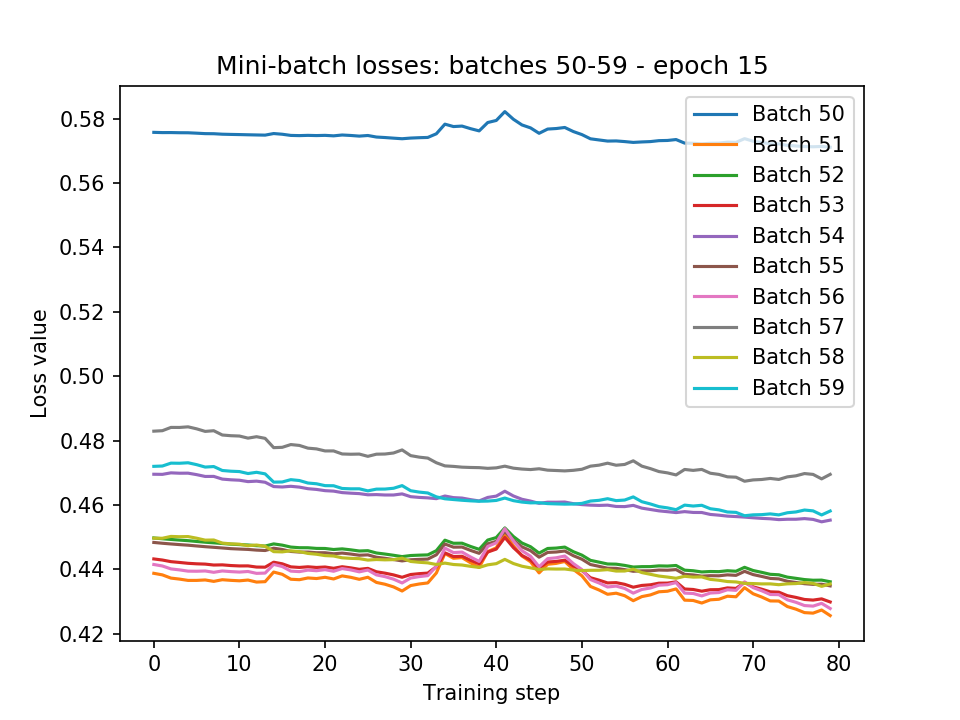 Mini-batch losses: batches 50-59 - epoch 15
0.58
0.56
0.54
0.52
0.50
0.48
0.46
0.44
0.42
Loss value
Batch 50
Batch 51
Batch 52
Batch 53
Batch 54
Batch 55
Batch 56
Batch 57
Batch 58
Batch 59
0 10 20 30 40 50 60 70 80
Training step